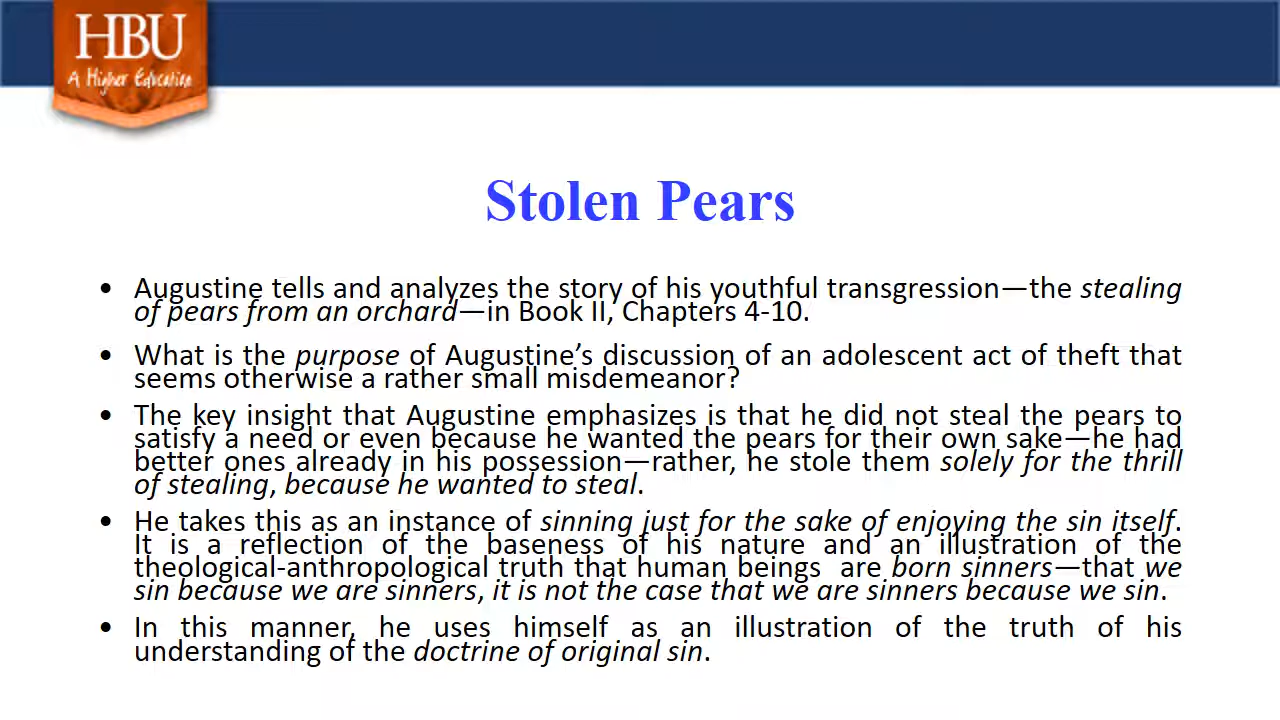 HBU
A Higher Education
Stolen Pears
• Augustine tells and analyzes the story of his youthful transgression—the stealing
of pears from an orchard—in Book II, Chapters 4-10.
• What is the purpose of Augustine’s discussion of an adolescent act of theft that
seems otherwise a rather small misdemeanor?
• The key insight that Augustine emphasizes is that he did not steal the pears to
satisfy a need or even because he wanted the pears for their own sake—he had
better ones already in his possession—rather, he stole them solely for the thrill
of stealing, because he wanted to steal.
• He takes this as an instance of sinning just for the sake of enjoying the sin itself.
It is a reflection of the baseness of his nature and an illustration of the
theological-anthropological truth that human beings are born sinners—that we
sin because we are sinners, it is not the case that we are sinners because we sin.
• In this manner, he uses himself as an illustration of the truth of his
understanding of the doctrine of original sin.